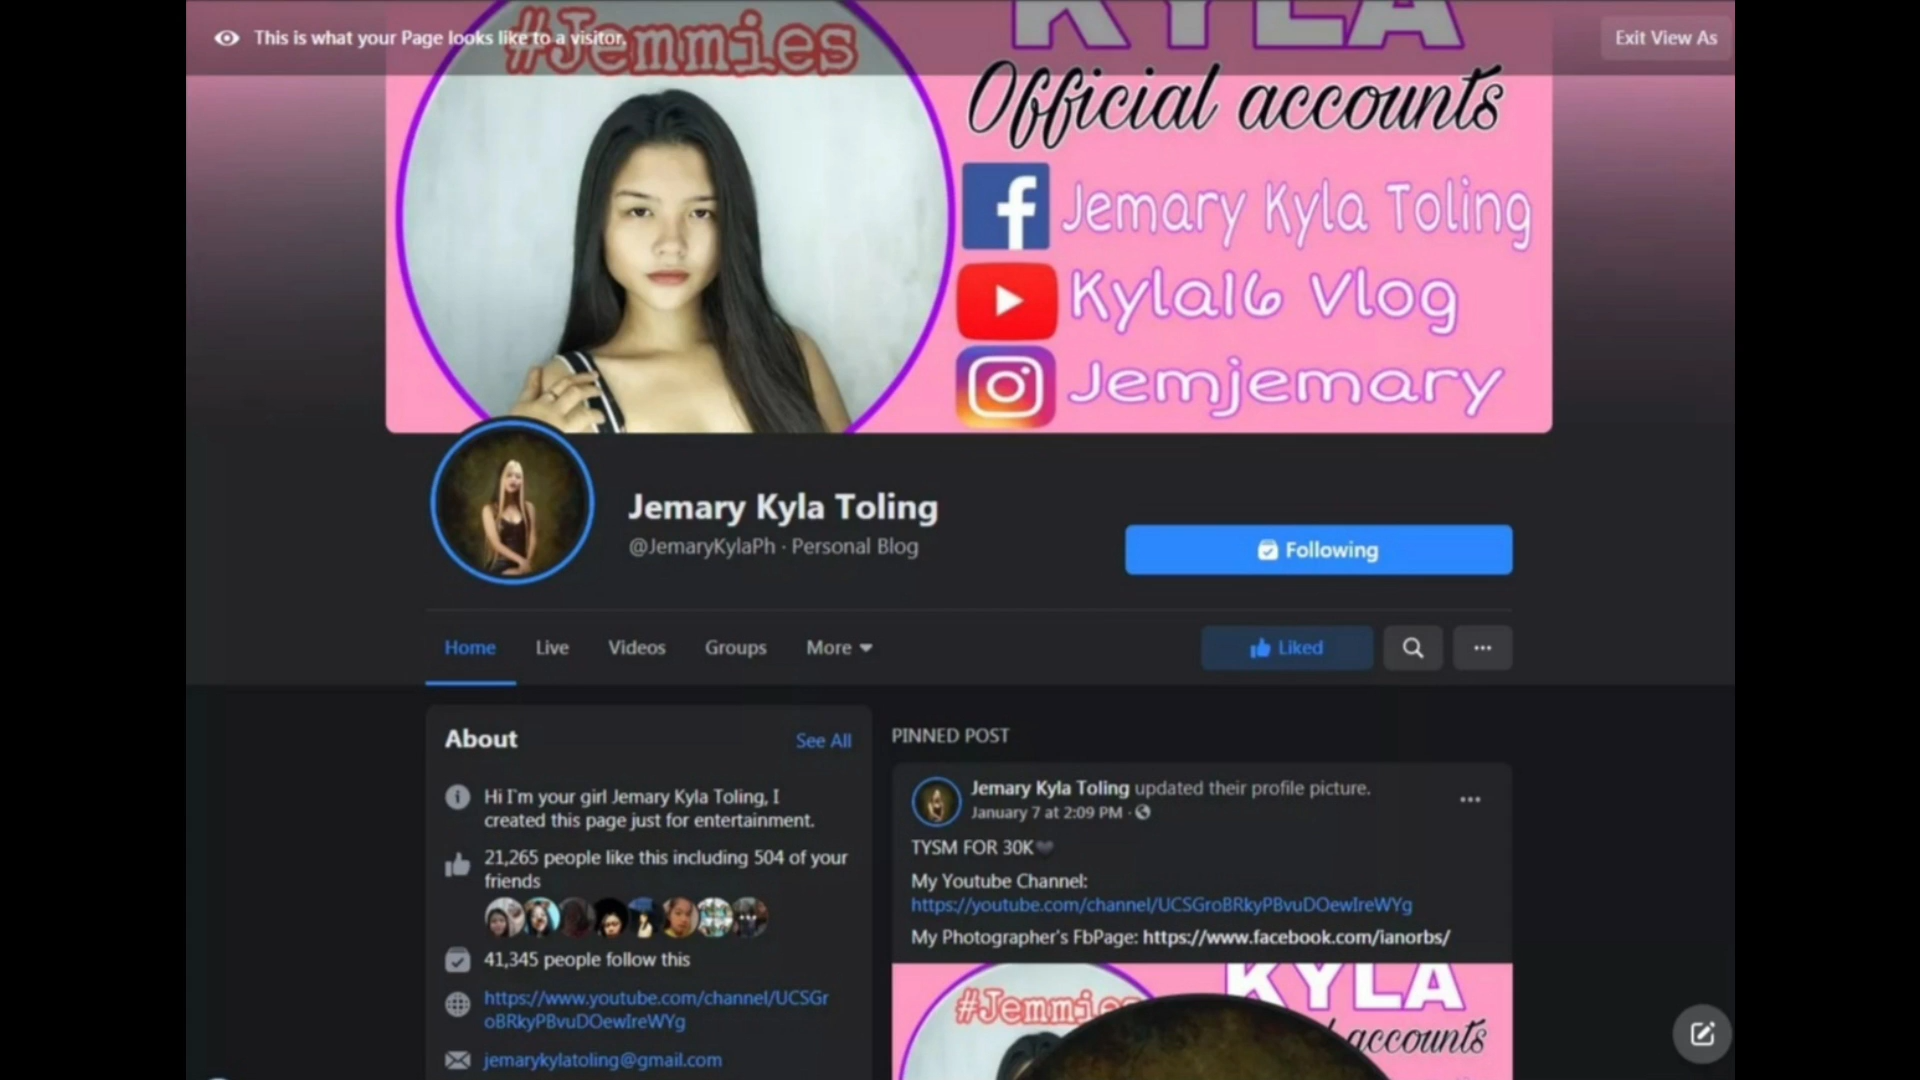 This is what your Page looks like to a visitor.
Exit View As
#Jemmies
KYLA
Official accounts
Jemary Kyla Toling
Kyla16 Vlog
Jemjemary
Jemary Kyla Toling
@JemaryKylaPh · Personal Blog
Following
Home
Live
Videos
Groups
More
Liked
About
See All
Hi I'm your girl Jemary Kyla Toling, I
created this page just for entertainment.
21,265 people like this including 504 of your
friends
41,345 people follow this
https://www.youtube.com/channel/UCSGr
oBRkyPBvuDOewIreWYg
jemarykylatoling@gmail.com
PINNED POST
Jemary Kyla Toling updated their profile picture.
January 7 at 2:09 PM ·
TYSM FOR 30K🖤
My Youtube Channel:
https://youtube.com/channel/UCSGroBRkyPBvuDOewIreWYg
My Photographer's FbPage: https://www.facebook.com/ianorbs/
#Jemmies
KYLA
accounts